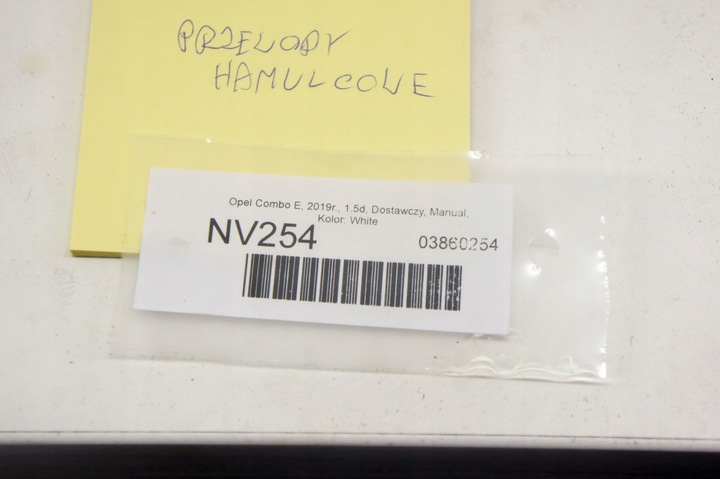 PRZEWODY
HAMULCOWE
Opel Combo E, 2019r., 1.5d, Dostawczy, Manual,
Kolor: White
NV254
03860254